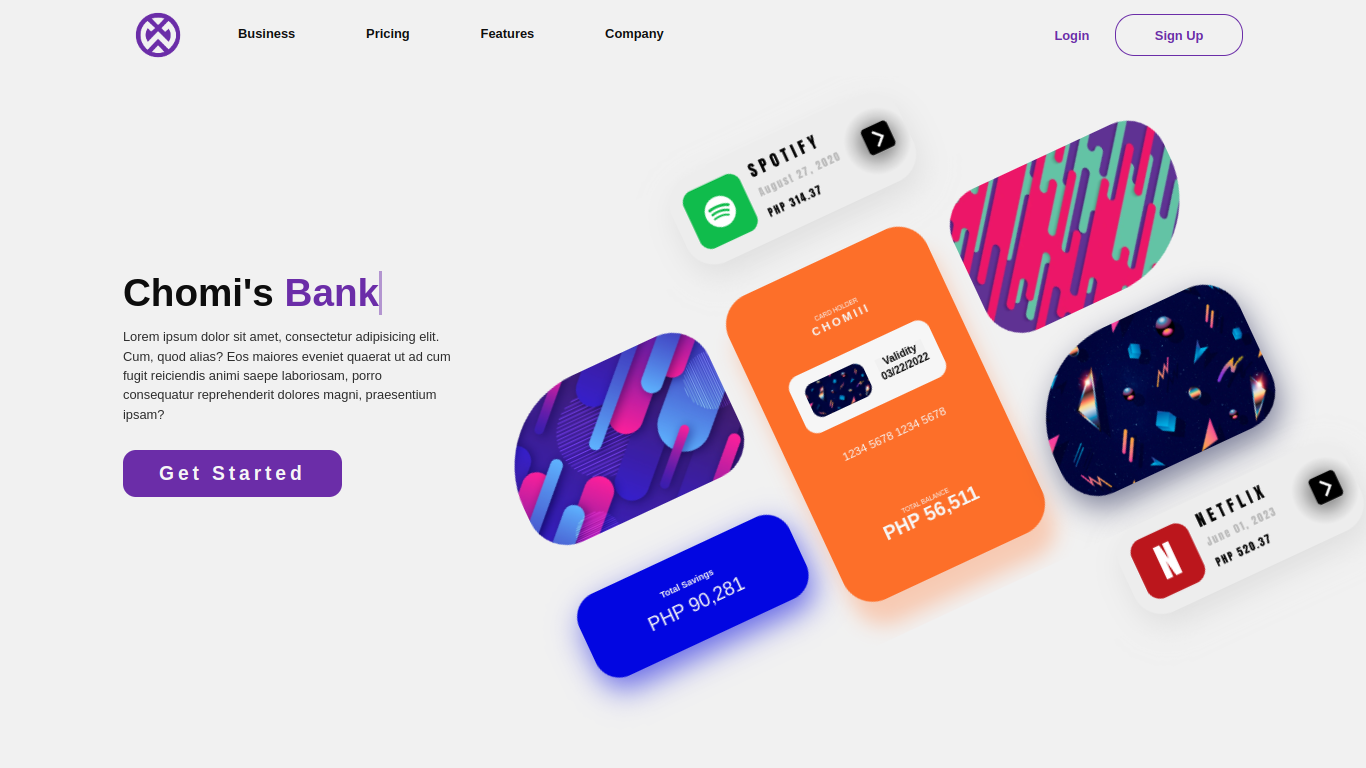 Business
Pricing
Features
Company
Login
Sign Up
Chomi's Bank
Lorem ipsum dolor sit amet, consectetur adipisicing elit.
Cum, quod alias? Eos maiores eveniet quaerat ut ad cum
fugit reiciendis animi saepe laboriosam, porro
consequatur reprehenderit dolores magni, praesentium
ipsam?
Get Started
SPOTIFY
August 27, 2020
PHP 314.37
CARD HOLDER
CHOMIII
Validity
03/22/2022
1234 5678 1234 5678
TOTAL BALANCE
PHP 56,511
Total Savings
PHP 90,281
N
NETFLIX
June 01, 2023
PHP 520.37